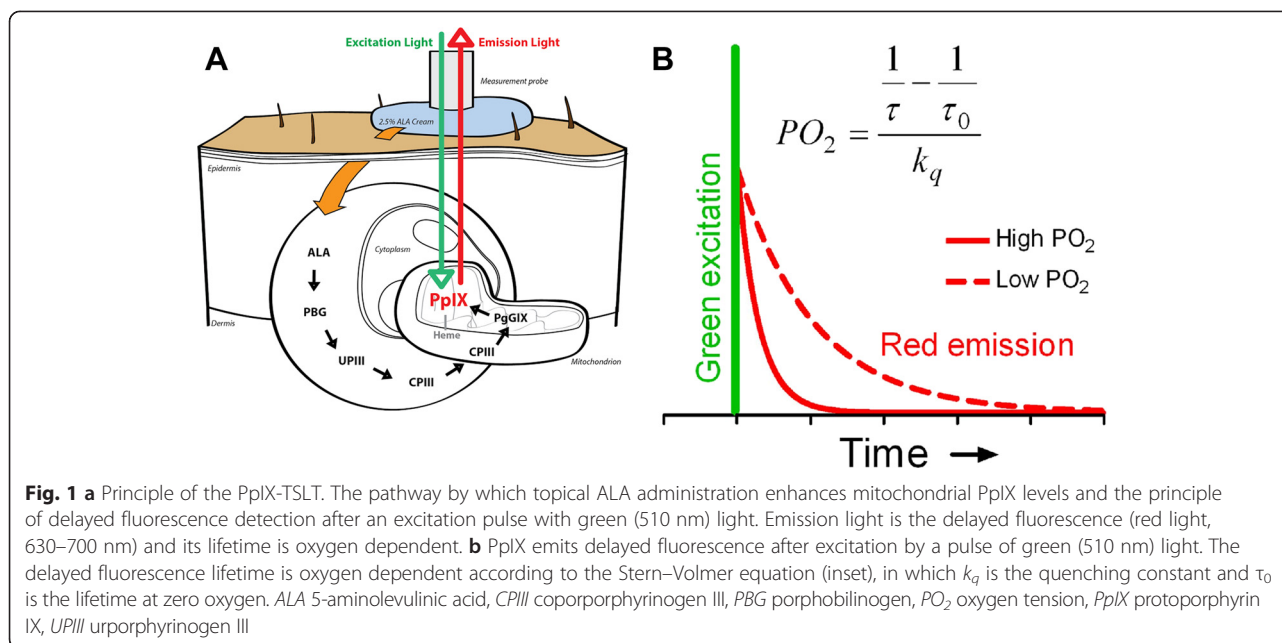 A
Excitation Light
Emission Light
Measurement probe
2.5% ALA Cream
Epidermis
Cytoplasm
ALA
PBG
UPIII
CPIII
CPIII
PgGIX
PpIX
Heme
Mitochondrion
Dermis
B
Green excitation
PO₂ = (1/τ − 1/τ₀) / k_q
High PO₂
Low PO₂
Red emission
Time
Fig. 1 a Principle of the PpIX-TSLT. The pathway by which topical ALA administration enhances mitochondrial PpIX levels and the principle
of delayed fluorescence detection after an excitation pulse with green (510 nm) light. Emission light is the delayed fluorescence (red light,
630–700 nm) and its lifetime is oxygen dependent. b PpIX emits delayed fluorescence after excitation by a pulse of green (510 nm) light. The
delayed fluorescence lifetime is oxygen dependent according to the Stern–Volmer equation (inset), in which k_q is the quenching constant and τ₀
is the lifetime at zero oxygen. ALA 5-aminolevulinic acid, CPIII coporporphyrinogen III, PBG porphobilinogen, PO₂ oxygen tension, PpIX protoporphyrin
IX, UPIII urporphyrinogen III